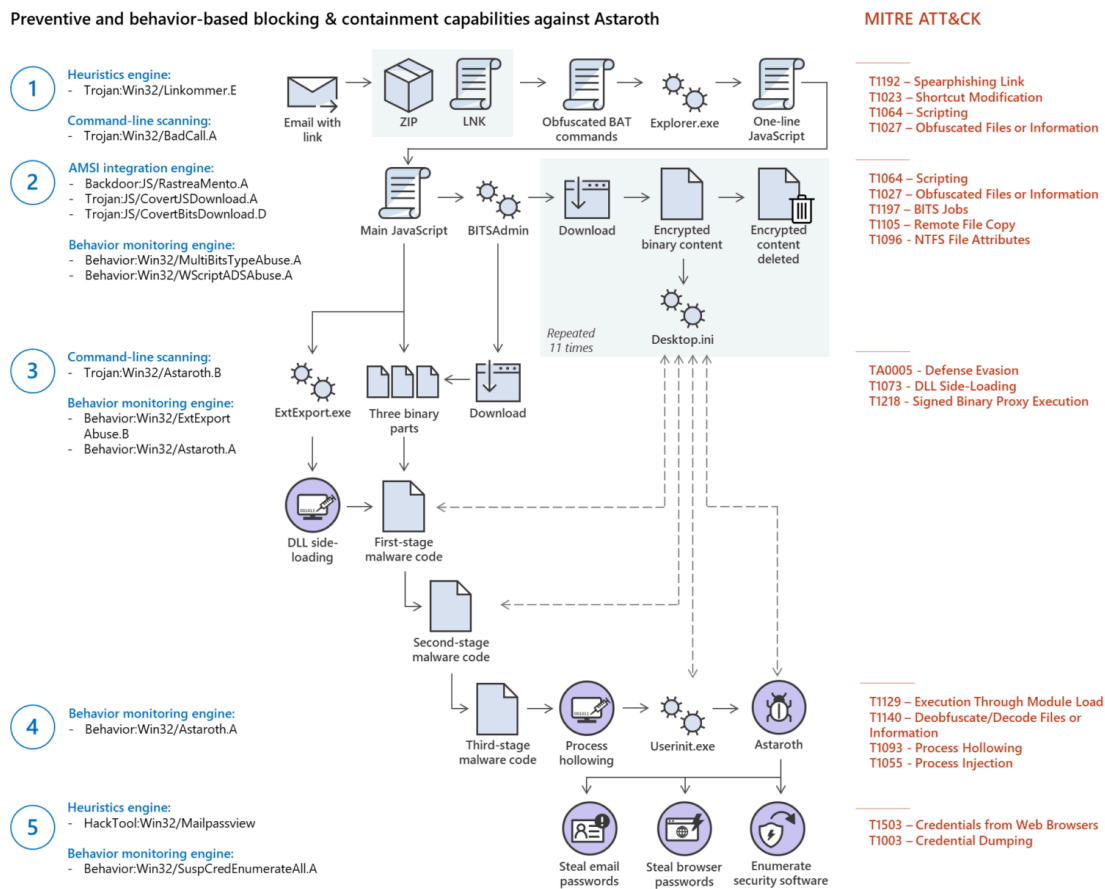 Preventive and behavior-based blocking & containment capabilities against Astaroth
MITRE ATT&CK
1
Heuristics engine:
- Trojan:Win32/Linkommer.E
Command-line scanning:
- Trojan:Win32/BadCall.A
Email with
link
ZIP
LNK
Obfuscated BAT
commands
Explorer.exe
One-line
JavaScript
T1192 – Spearphishing Link
T1023 – Shortcut Modification
T1064 – Scripting
T1027 – Obfuscated Files or Information
2
AMSI integration engine:
- Backdoor:JS/RastreaMento.A
- Trojan:JS/CovertJSDownload.A
- Trojan:JS/CovertBitsDownload.D
Behavior monitoring engine:
- Behavior:Win32/MultiBitsTypeAbuse.A
- Behavior:Win32/WScriptADSAbuse.A
Main JavaScript
BITSAdmin
Download
Encrypted
binary content
Encrypted
content
deleted
Desktop.ini
Repeated
11 times
T1064 – Scripting
T1027 – Obfuscated Files or Information
T1197 – BITS Jobs
T1105 – Remote File Copy
T1096 - NTFS File Attributes
3
Command-line scanning:
- Trojan:Win32/Astaroth.B
Behavior monitoring engine:
- Behavior:Win32/ExtExport
Abuse.B
- Behavior:Win32/Astaroth.A
ExtExport.exe
Three binary
parts
Download
TA0005 - Defense Evasion
T1073 – DLL Side-Loading
T1218 – Signed Binary Proxy Execution
001011
DLL side-
loading
First-stage
malware code
Second-stage
malware code
4
Behavior monitoring engine:
- Behavior:Win32/Astaroth.A
Third-stage
malware code
001011
Process
hollowing
Userinit.exe
Astaroth
T1129 – Execution Through Module Load
T1140 – Deobfuscate/Decode Files or
Information
T1093 - Process Hollowing
T1055 - Process Injection
5
Heuristics engine:
- HackTool:Win32/Mailpassview
Behavior monitoring engine:
- Behavior:Win32/SuspCredEnumerateAll.A
Steal email
passwords
Steal browser
passwords
Enumerate
security software
T1503 – Credentials from Web Browsers
T1003 – Credential Dumping